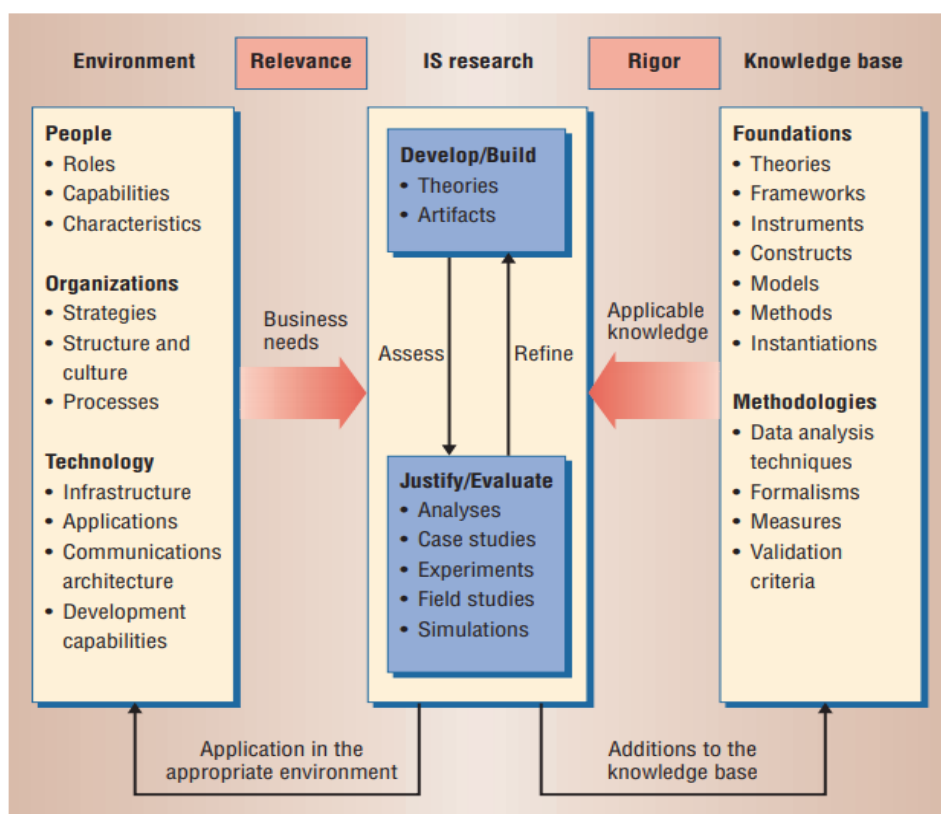 Environment
Relevance
IS research
Rigor
Knowledge base
People
• Roles
• Capabilities
• Characteristics
Organizations
• Strategies
• Structure and
culture
• Processes
Technology
• Infrastructure
• Applications
• Communications
architecture
• Development
capabilities
Business
needs
Develop/Build
• Theories
• Artifacts
Assess
Refine
Justify/Evaluate
• Analyses
• Case studies
• Experiments
• Field studies
• Simulations
Applicable
knowledge
Foundations
• Theories
• Frameworks
• Instruments
• Constructs
• Models
• Methods
• Instantiations
Methodologies
• Data analysis
techniques
• Formalisms
• Measures
• Validation
criteria
Application in the
appropriate environment
Additions to the
knowledge base